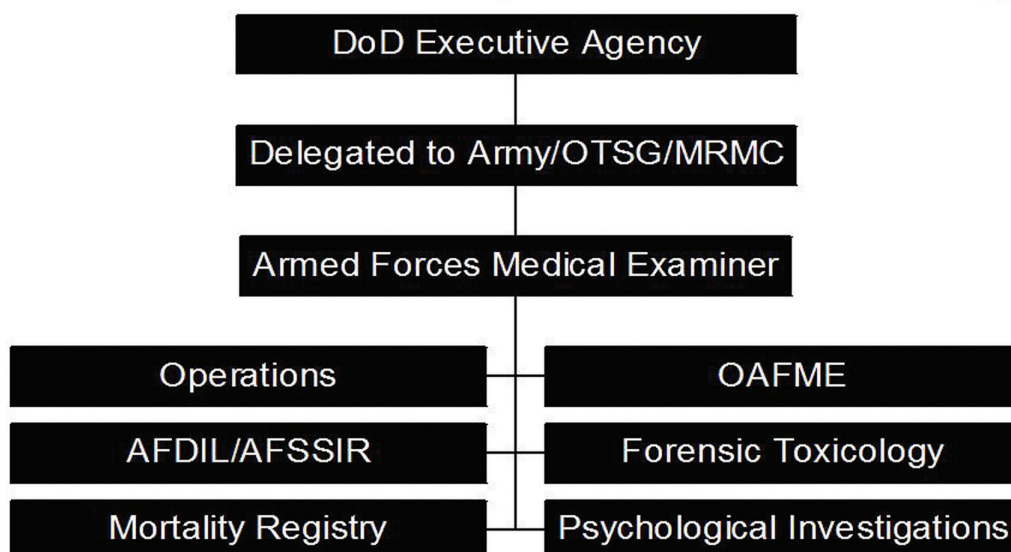 DoD Executive Agency
Delegated to Army/OTSG/MRMC
Armed Forces Medical Examiner
Operations
OAFME
AFDIL/AFSSIR
Forensic Toxicology
Mortality Registry
Psychological Investigations